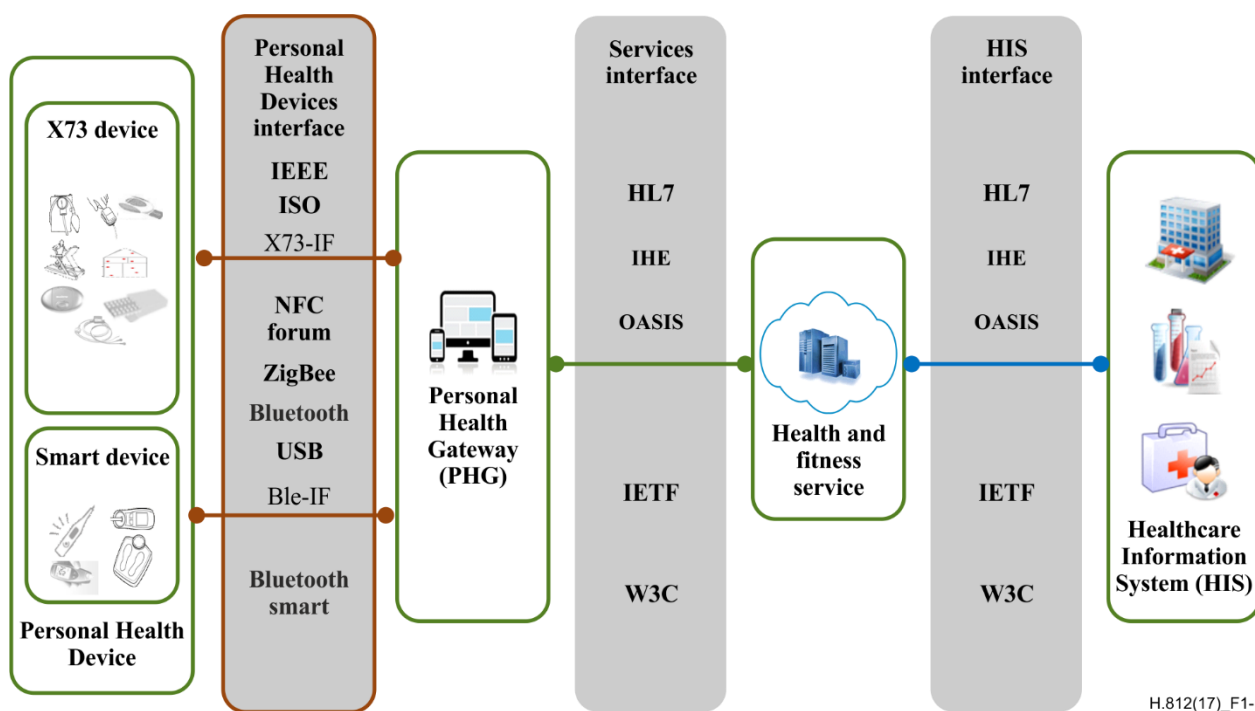 Personal
Health
Devices
interface
Services
interface
HIS
interface
X73 device
IEEE
ISO
X73-IF
NFC
forum
ZigBee
Bluetooth
USB
Ble-IF
Bluetooth
smart
Smart device
Personal Health
Device
Personal
Health
Gateway
(PHG)
HL7
IHE
OASIS
IETF
W3C
Health and
fitness
service
HL7
IHE
OASIS
IETF
W3C
Healthcare
Information
System (HIS)
H.812(17)_F1-